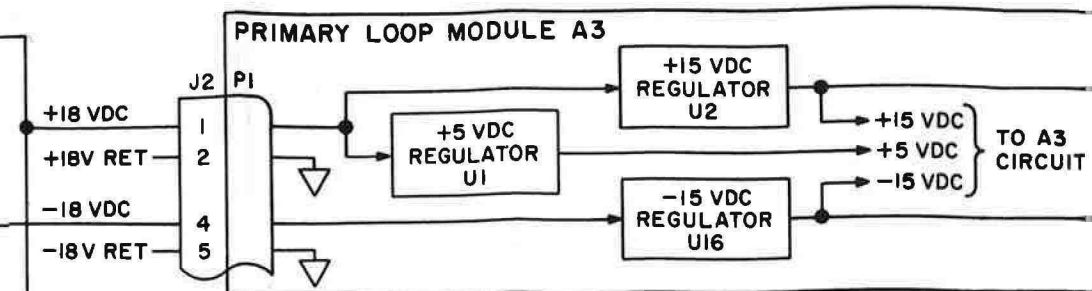 PRIMARY LOOP MODULE A3
J2 P1
+18 VDC
1
+18V RET
2
-18 VDC
4
-18V RET
5
+5 VDC
REGULATOR
U1
+15 VDC
REGULATOR
U2
-15 VDC
REGULATOR
U16
+15 VDC
+5 VDC
-15 VDC
TO A3
CIRCUIT